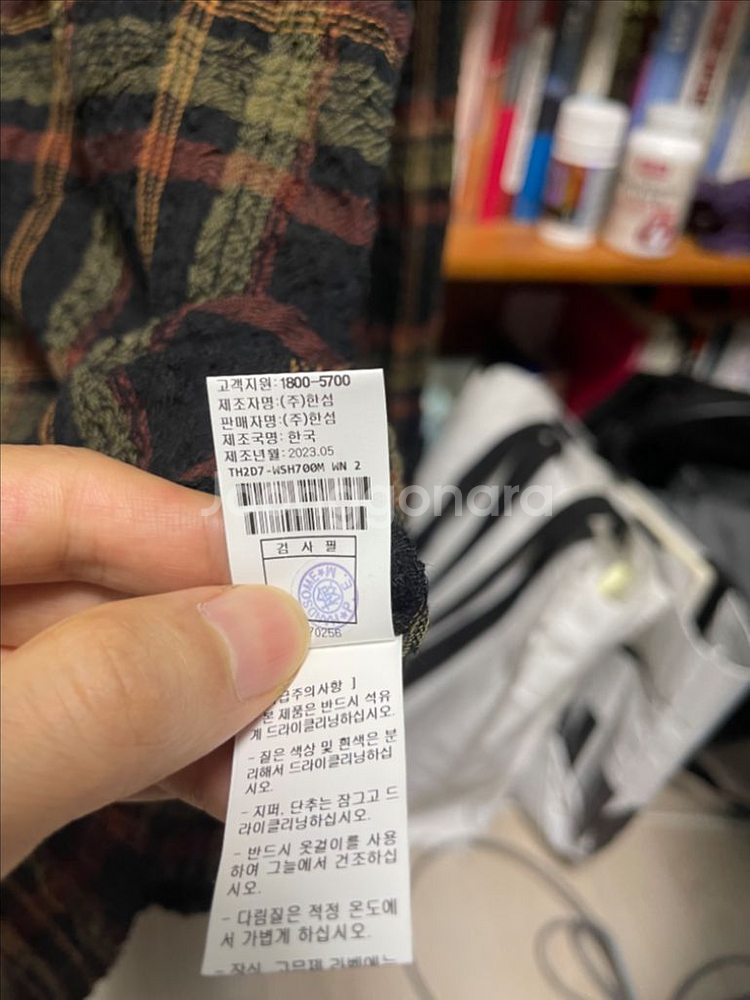 고객지원:1800-5700
제조자명:(주)한섬
판매자명:(주)한섬
제조국명: 한국
제조년월: 2023.05
TH2D7-WSH700M WN 2
검 사 필
70256
급주의사항 ]
본 제품은 반드시 석유
계 드라이클리닝하십시오.
- 짙은 색상 및 흰색은 분
리해서 드라이클리닝하십
시오.
- 지퍼, 단추는 잠그고 드
라이클리닝하십시오.
- 반드시 옷걸이를 사용
하여 그늘에서 건조하십
시오.
- 다림질은 적정 온도에
서 가볍게 하십시오.